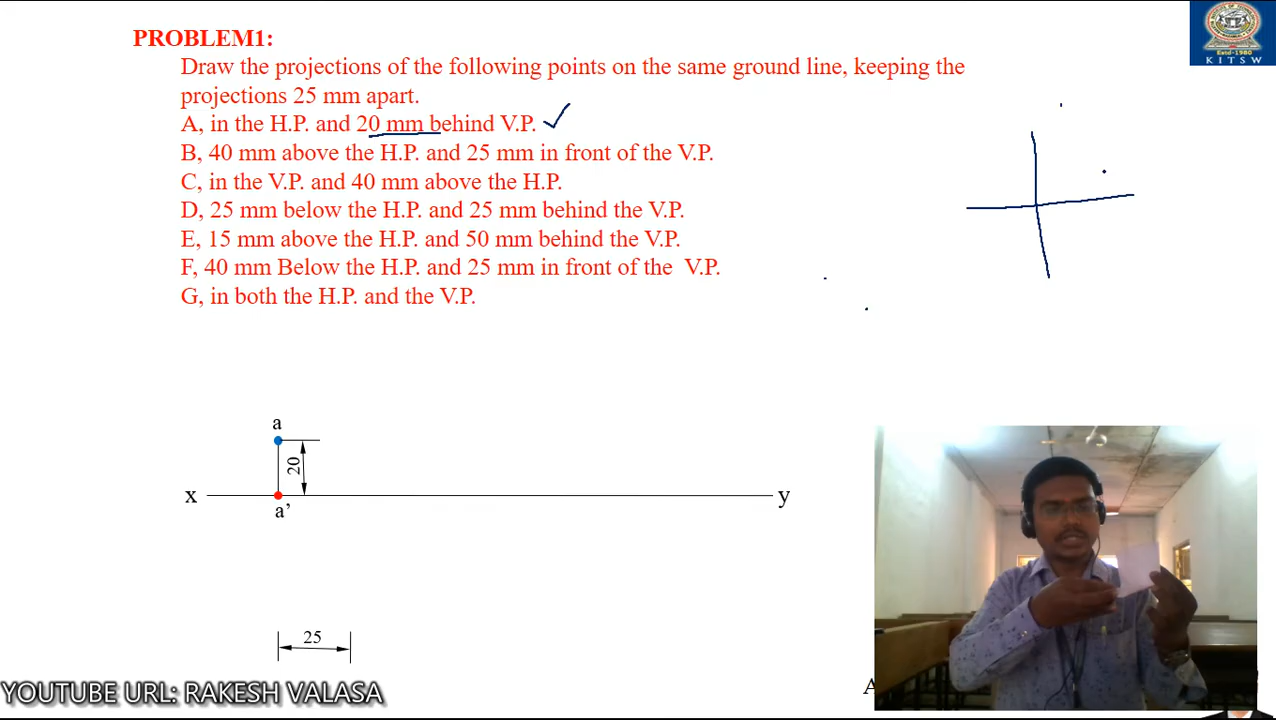 PROBLEM1:
Draw the projections of the following points on the same ground line, keeping the
projections 25 mm apart.
A, in the H.P. and 20 mm behind V.P.
B, 40 mm above the H.P. and 25 mm in front of the V.P.
C, in the V.P. and 40 mm above the H.P.
D, 25 mm below the H.P. and 25 mm behind the V.P.
E, 15 mm above the H.P. and 50 mm behind the V.P.
F, 40 mm Below the H.P. and 25 mm in front of the V.P.
G, in both the H.P. and the V.P.
Estd-1980
KITSW
a
20
x
y
a’
25
YOUTUBE URL: RAKESH VALASA